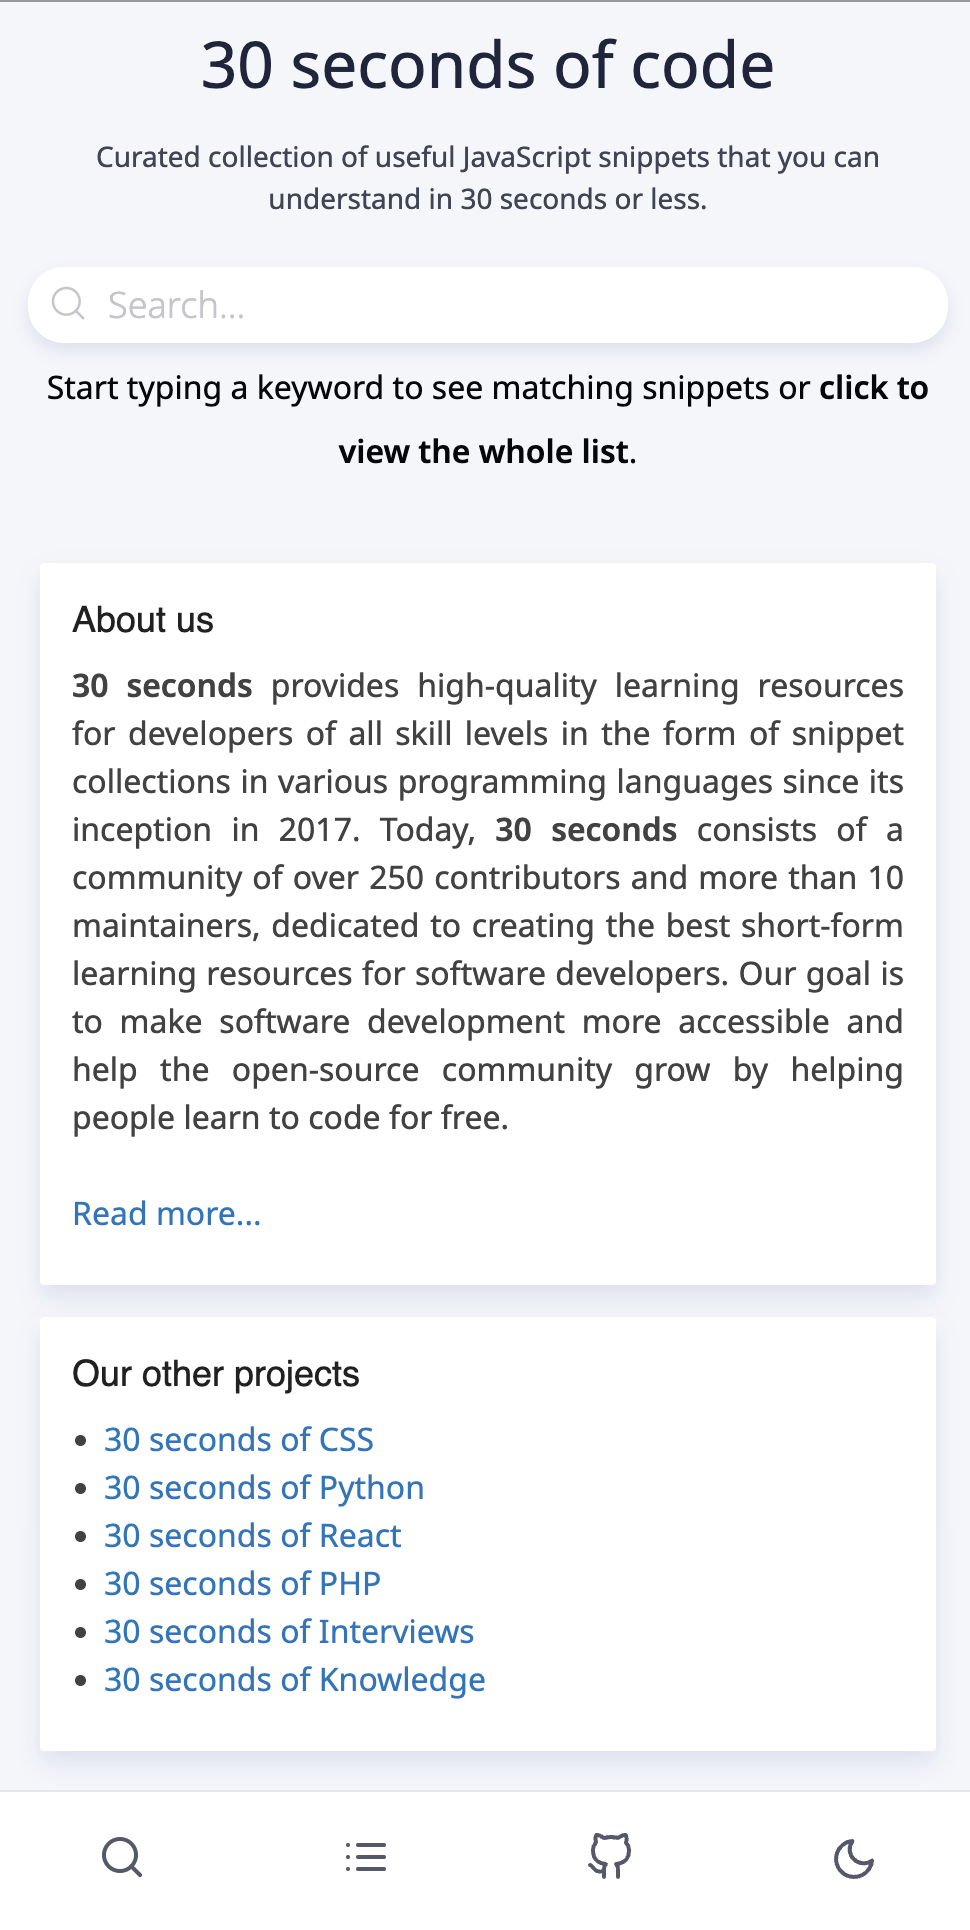 30 seconds of code
Curated collection of useful JavaScript snippets that you can
understand in 30 seconds or less.
Search...
Start typing a keyword to see matching snippets or click to
view the whole list.
About us
30 seconds provides high-quality learning resources
for developers of all skill levels in the form of snippet
collections in various programming languages since its
inception in 2017. Today, 30 seconds consists of a
community of over 250 contributors and more than 10
maintainers, dedicated to creating the best short-form
learning resources for software developers. Our goal is
to make software development more accessible and
help the open-source community grow by helping
people learn to code for free.
Read more...
Our other projects
• 30 seconds of CSS
• 30 seconds of Python
• 30 seconds of React
• 30 seconds of PHP
• 30 seconds of Interviews
• 30 seconds of Knowledge